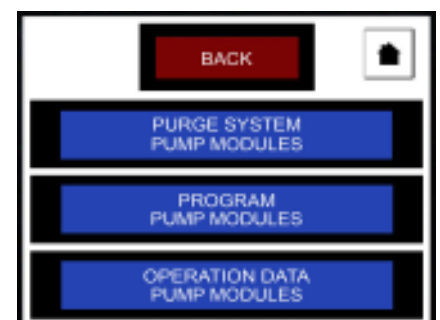 BACK
PURGE SYSTEM
PUMP MODULES
PROGRAM
PUMP MODULES
OPERATION DATA
PUMP MODULES